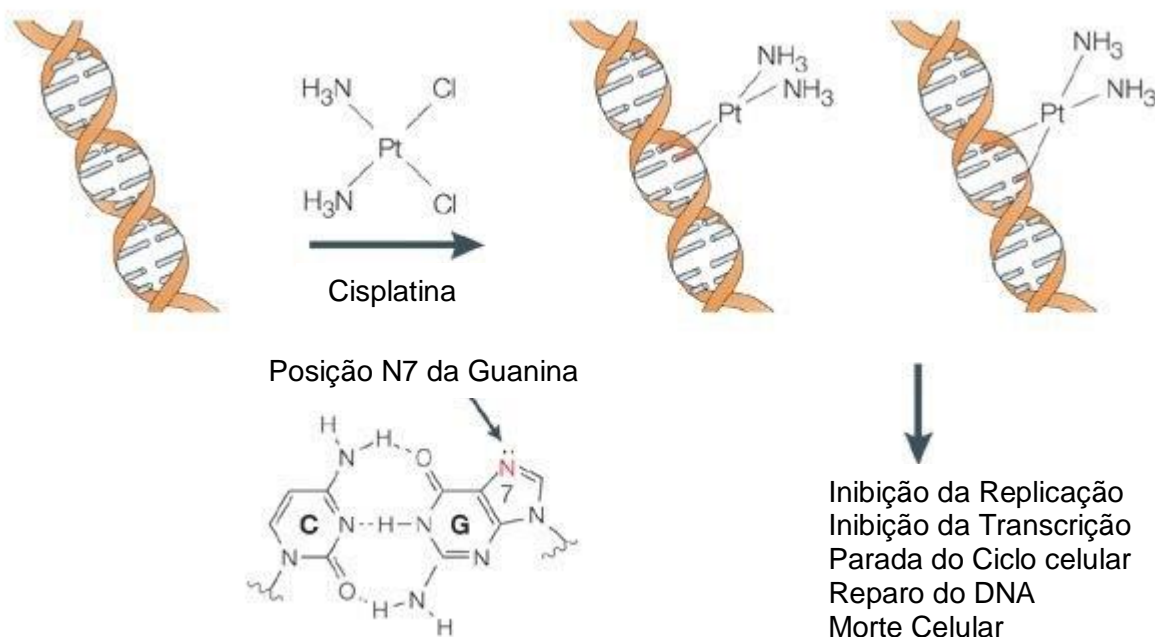 H₃N
Cl
Pt
H₃N
Cl
Cisplatina
NH₃
NH₃
Pt
NH₃
NH₃
Pt
Posição N7 da Guanina
H
H
N
O
N
7
C
N
H
N
G
N
N
N
O
H
N
H
Inibição da Replicação
Inibição da Transcrição
Parada do Ciclo celular
Reparo do DNA
Morte Celular